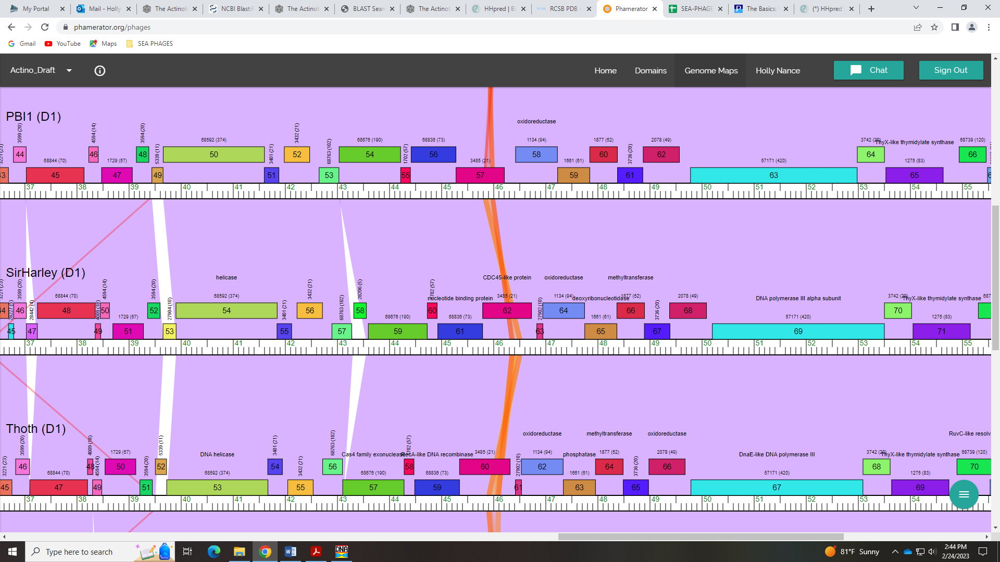 My Portal
Mail - Holly
The Actinob
NCBI Blast:P
The Actinob
BLAST Sear
The Actinob
HHpred | Bi
RCSB PDB -
Phamerator
SEA-PHAGE
The Basics:
(*) HHpred
phamerator.org/phages
Gmail
YouTube
Maps
SEA PHAGES
Actino_Draft
Home
Domains
Genome Maps
Holly Nance
Chat
Sign Out
PBI1 (D1)
oxidoreductase
3599 (20)
4594 (14)
3594 (20)
5339 (11)
68592 (374)
3401 (21)
3432 (21)
68763 (102)
68676 (190)
1702 (57)
68836 (73)
1134 (94)
1877 (52)
3736 (20)
2078 (49)
3742 (20)
ThyX-like thymidylate synthase
68739 (120)
44 46 48 50 52 54 56 58 60 62 64 66
68844 (70)
1729 (57)
3485 (21)
1661 (61)
57171 (420)
1275 (83)
45 47 49 51 53 55 57 59 61 63 65
37 38 39 40 41 42 43 44 45 46 47 48 49 50 51 52 53 54 55
SirHarley (D1)
helicase
CDC45-like protein
oxidoreductase
methyltransferase
3599 (20)
28442 (4)
68844 (70)
4009 (18)
4594 (14)
3594 (20)
27904 (10)
68592 (374)
3401 (21)
3432 (21)
68763 (102)
28206 (5)
nucleotide binding protein
3485 (21)
27902 (10)
1134 (94)
deoxyribonucleotidase
1877 (52)
3736 (20)
2078 (49)
DNA polymerase III alpha subunit
3742 (20)
ThyX-like thymidylate synthase
46 48 50 52 54 56 58 60 62 64 66 68 70
1729 (57)
68676 (190)
68836 (73)
1661 (61)
57171 (420)
1275 (83)
45 47 49 51 53 55 57 59 61 63 65 67 69 71
37 38 39 40 41 42 43 44 45 46 47 48 49 50 51 52 53 54 55
Thoth (D1)
oxidoreductase
methyltransferase
oxidoreductase
RuvC-like resolv
3221 (23)
3599 (20)
4009 (18)
4594 (14)
1729 (57)
3594 (20)
5339 (11)
DNA helicase
3401 (21)
3432 (21)
68763 (102)
Cas4 family exonuclease
RecA-like DNA recombinase
3485 (21)
27902 (10)
1134 (94)
phosphatase
1877 (52)
3736 (20)
2078 (49)
DnaE-like DNA polymerase III
3742 (20)
ThyX-like thymidylate synthase
68739 (120)
46 48 50 52 54 56 58 60 62 64 66 68 70
68844 (70)
68592 (374)
68676 (190)
68836 (73)
1661 (61)
57171 (420)
1275 (83)
45 47 49 51 53 55 57 59 61 63 65 67 69
37 38 39 40 41 42 43 44 45 46 47 48 49 50 51 52 53 54
Type here to search
DNA
81°F Sunny
2:44 PM
2/24/2023